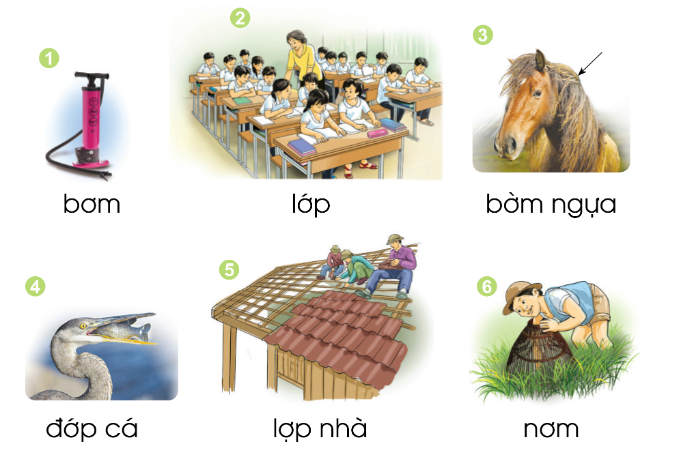 1
2
3
bơm
lớp
bờm ngựa
4
5
6
đớp cá
lợp nhà
nơm